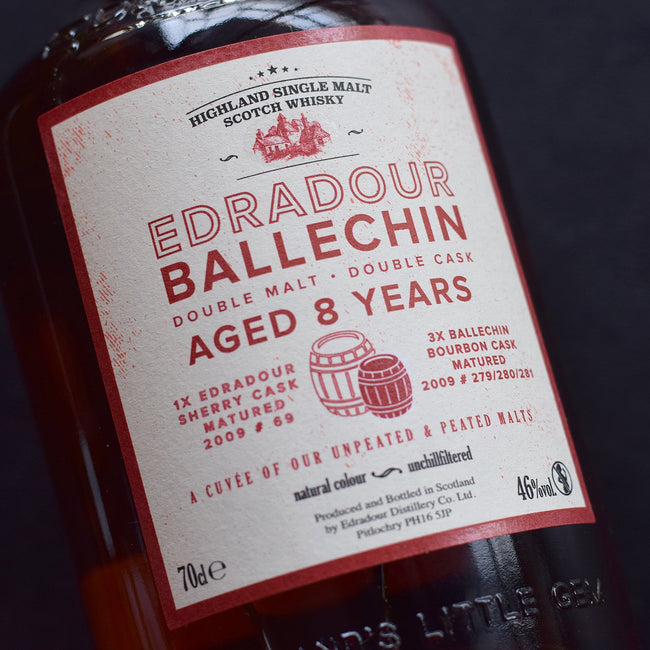 HIGHLAND SINGLE MALT
SCOTCH WHISKY
EDRADOUR
BALLECHIN
DOUBLE MALT · DOUBLE CASK
AGED 8 YEARS
1X EDRADOUR
SHERRY CASK
MATURED
2009 # 69
3X BALLECHIN
BOURBON CASK
MATURED
2009 # 279/280/281
A CUVÉE OF OUR UNPEATED & PEATED MALTS
natural colour unchillfiltered
Produced and Bottled in Scotland
by Edradour Distillery Co. Ltd.
Pitlochry PH16 5JP
70cl℮
46%vol.
LITTLE GEM